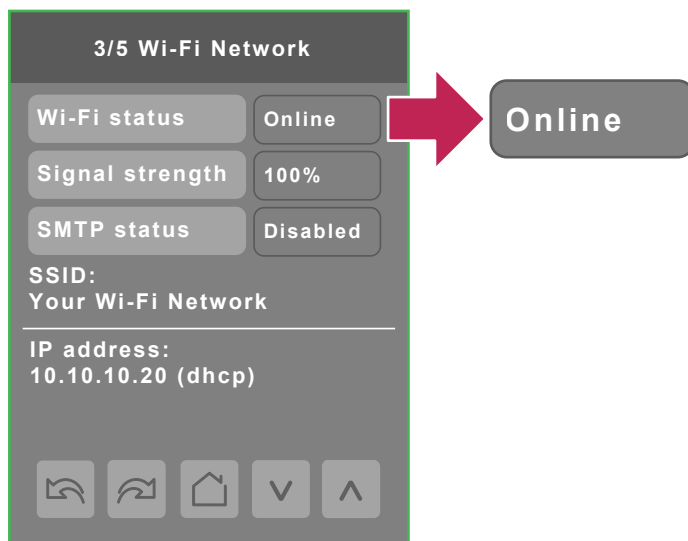 3/5 Wi-Fi Network
Wi-Fi status Online
Online
Signal strength 100%
SMTP status Disabled
SSID:
Your Wi-Fi Network
IP address:
10.10.10.20 (dhcp)